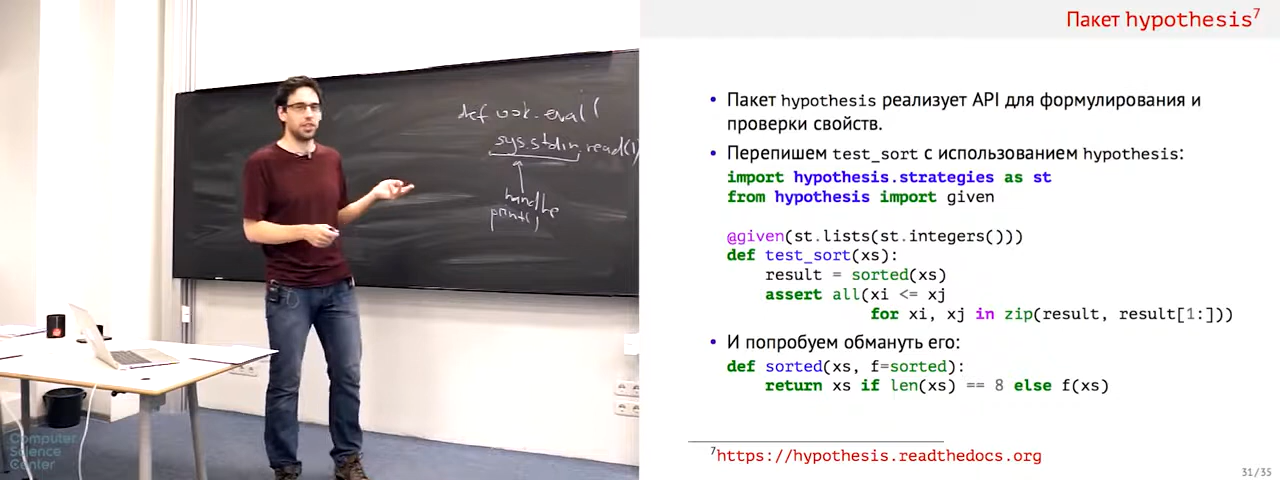 def ook_eval(
sys.stdin.read(1)
handle
print()
Computer
Science
Center
Пакет hypothesis⁷
• Пакет hypothesis реализует API для формулирования и
проверки свойств.
• Перепишем test_sort с использованием hypothesis:
import hypothesis.strategies as st
from hypothesis import given
@given(st.lists(st.integers()))
def test_sort(xs):
result = sorted(xs)
assert all(xi <= xj
for xi, xj in zip(result, result[1:]))
• И попробуем обмануть его:
def sorted(xs, f=sorted):
return xs if len(xs) == 8 else f(xs)
⁷https://hypothesis.readthedocs.org
31/35